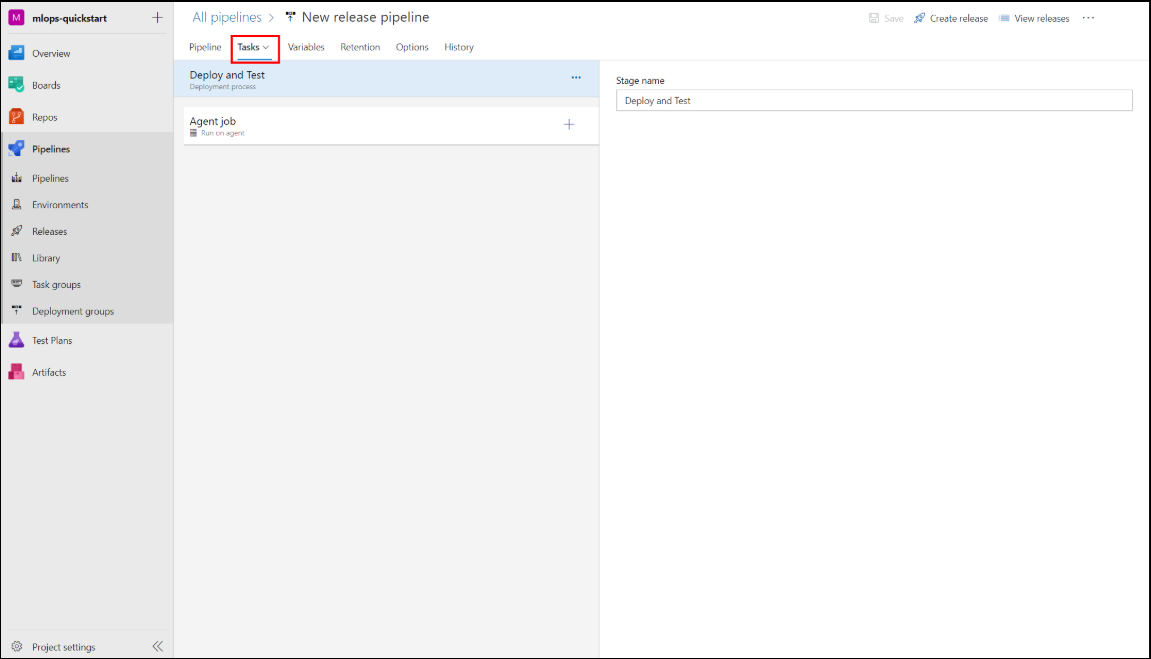 M mlops-quickstart
Overview
Boards
Repos
Pipelines
Pipelines
Environments
Releases
Library
Task groups
Deployment groups
Test Plans
Artifacts
Project settings
All pipelines > New release pipeline
Save Create release View releases ...
Pipeline Tasks Variables Retention Options History
Deploy and Test
Deployment process
Agent job
Run on agent
Stage name
Deploy and Test